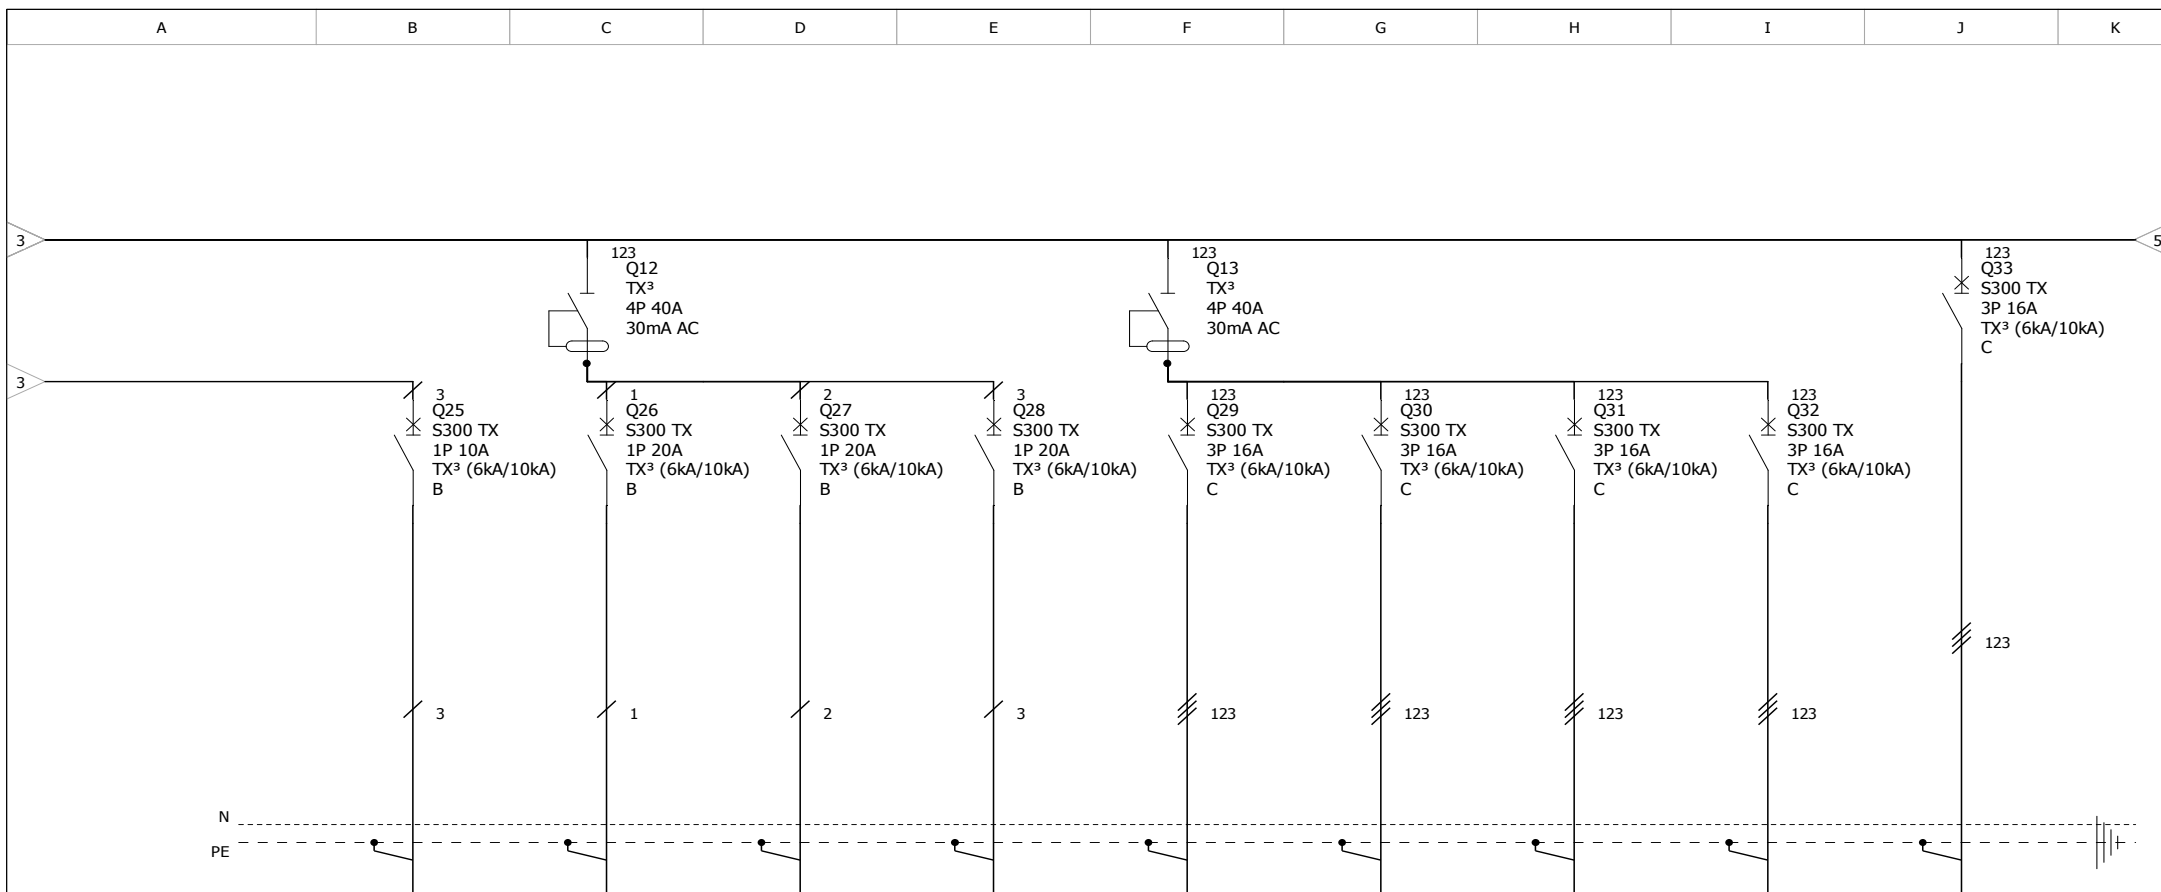 A B C D E F G H I J K
3
5
123
Q12
TX³
4P 40A
30mA AC
123
Q13
TX³
4P 40A
30mA AC
123
Q33
S300 TX
3P 16A
TX³ (6kA/10kA)
C
3
3
Q25
S300 TX
1P 10A
TX³ (6kA/10kA)
B
1
Q26
S300 TX
1P 20A
TX³ (6kA/10kA)
B
2
Q27
S300 TX
1P 20A
TX³ (6kA/10kA)
B
3
Q28
S300 TX
1P 20A
TX³ (6kA/10kA)
B
123
Q29
S300 TX
3P 16A
TX³ (6kA/10kA)
C
123
Q30
S300 TX
3P 16A
TX³ (6kA/10kA)
C
123
Q31
S300 TX
3P 16A
TX³ (6kA/10kA)
C
123
Q32
S300 TX
3P 16A
TX³ (6kA/10kA)
C
123
3 1 2 3 123 123 123 123
N
PE